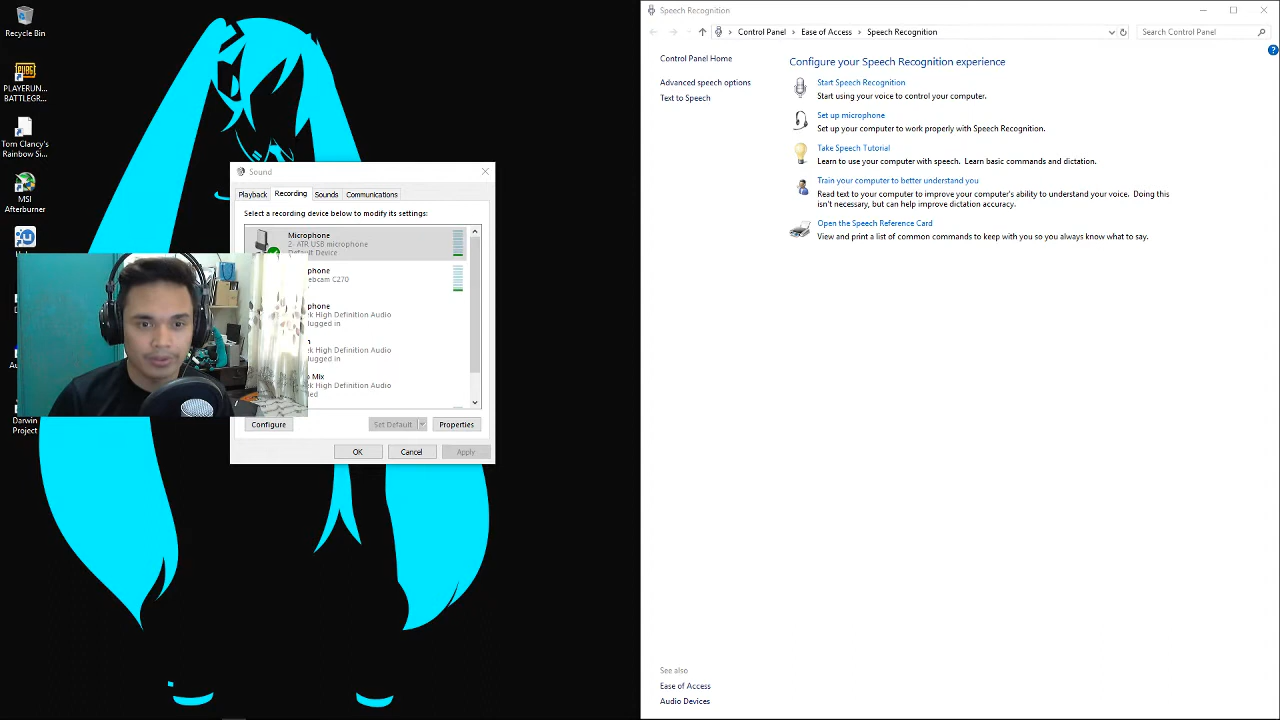 Recycle Bin
PLAYERUN...
BATTLEGR...
Tom Clancy's
Rainbow Si...
MSI
Afterburner
Darwin
Project
Sound
Playback
Recording
Sounds
Communications
Select a recording device below to modify its settings:
Microphone
2- ATR USB microphone
Default Device
phone
ebcam C270
phone
ek High Definition Audio
lugged in
ek High Definition Audio
lugged in
Mix
ek High Definition Audio
Configure
Set Default
Properties
OK
Cancel
Apply
Speech Recognition
Control Panel
Ease of Access
Speech Recognition
Search Control Panel
Control Panel Home
Advanced speech options
Text to Speech
Configure your Speech Recognition experience
Start Speech Recognition
Start using your voice to control your computer.
Set up microphone
Set up your computer to work properly with Speech Recognition.
Take Speech Tutorial
Learn to use your computer with speech. Learn basic commands and dictation.
Train your computer to better understand you
Read text to your computer to improve your computer's ability to understand your voice. Doing this
isn't necessary, but can help improve dictation accuracy.
Open the Speech Reference Card
View and print a list of common commands to keep with you so you always know what to say.
See also
Ease of Access
Audio Devices